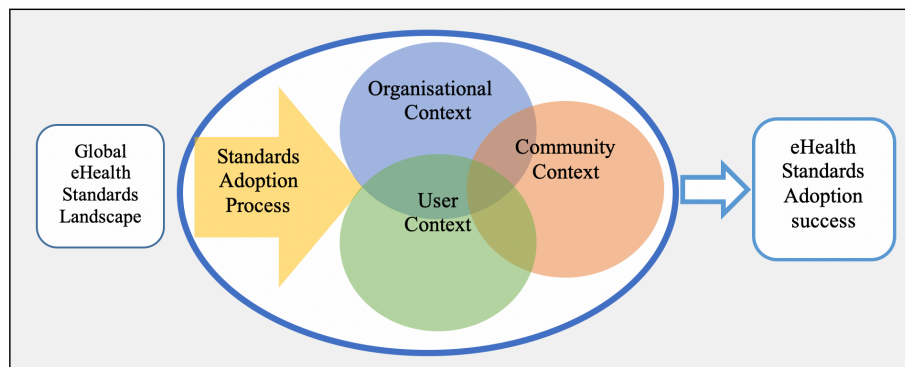 Global
eHealth
Standards
Landscape
Standards
Adoption
Process
Organisational
Context
Community
Context
User
Context
eHealth
Standards
Adoption
success